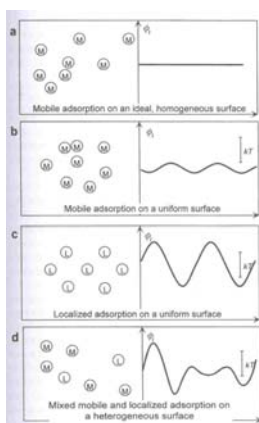 a
M M
M
M M M
M M
M
Mobile adsorption on an ideal, homogeneous surface
b
kT
M M M
M M
M M M
Mobile adsorption on a uniform surface
c
L L
L L L
L L
kT
Localized adsorption on a uniform surface
d
M M
L
M
L M M
kT
Mixed mobile and localized adsorption on
a heterogeneous surface